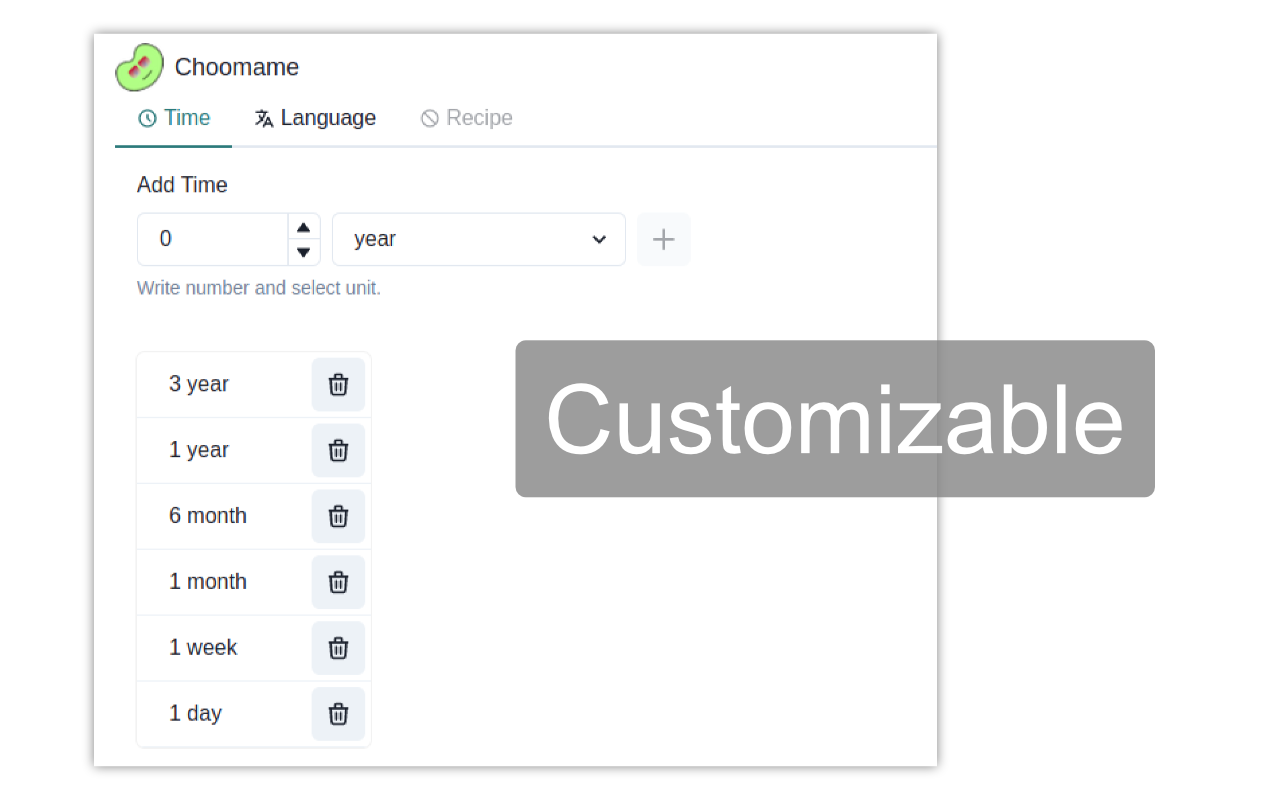 Choomame
Time Language Recipe
Add Time
0 year
Write number and select unit.
3 year
Customizable
1 year
6 month
1 month
1 week
1 day